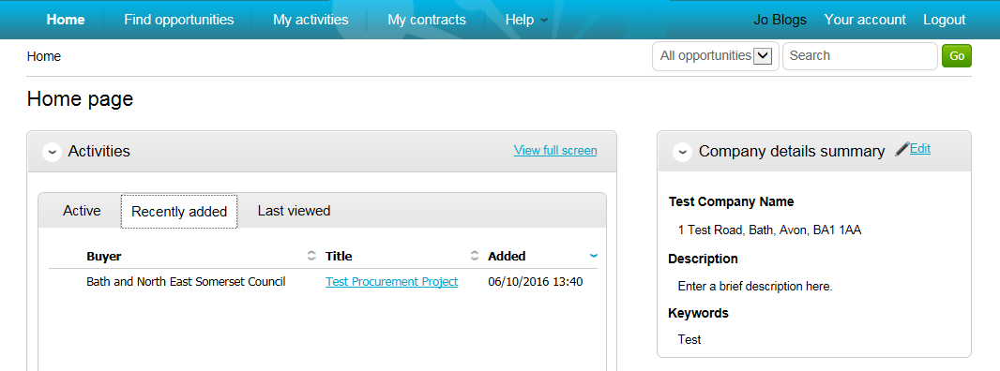 Home Find opportunities My activities My contracts Help Jo Blogs Your account Logout
Home All opportunities Search Go
Home page
Activities View full screen
Active Recently added Last viewed
Buyer Title Added
Bath and North East Somerset Council Test Procurement Project 06/10/2016 13:40
Company details summary Edit
Test Company Name
1 Test Road, Bath, Avon, BA1 1AA
Description
Enter a brief description here.
Keywords
Test